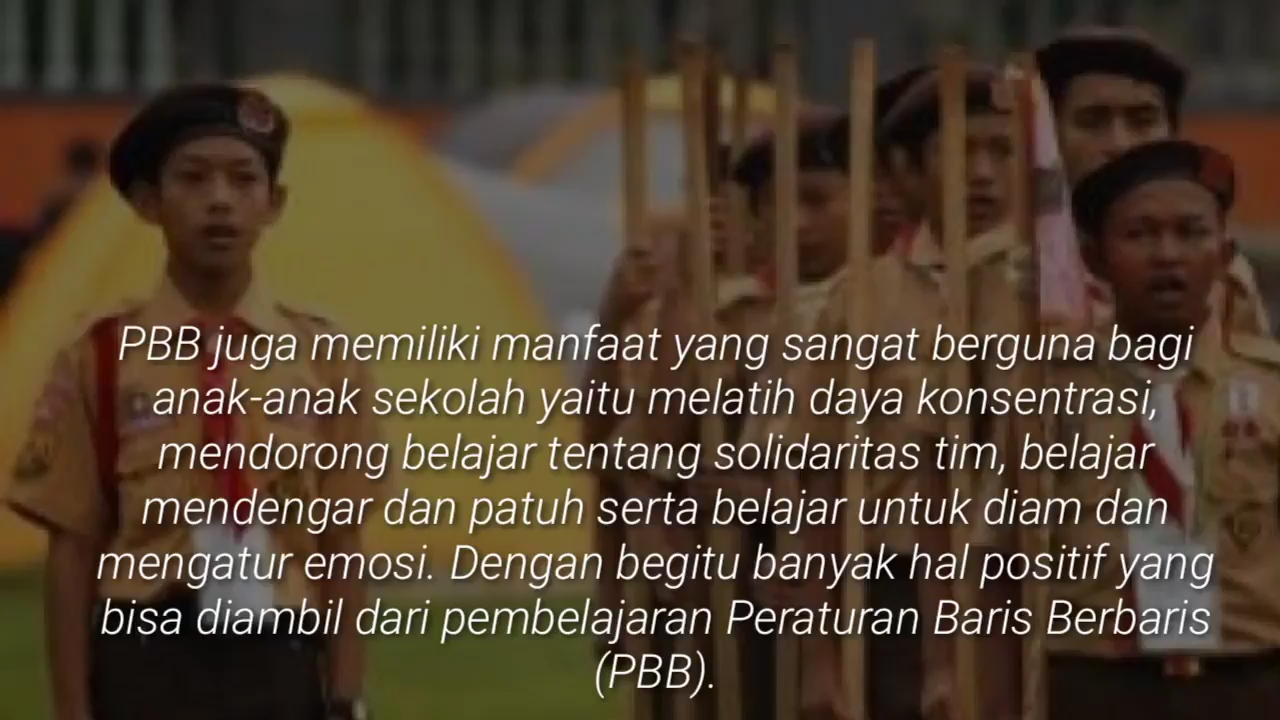 PBB juga memiliki manfaat yang sangat berguna bagi
anak-anak sekolah yaitu melatih daya konsentrasi,
mendorong belajar tentang solidaritas tim, belajar
mendengar dan patuh serta belajar untuk diam dan
mengatur emosi. Dengan begitu banyak hal positif yang
bisa diambil dari pembelajaran Peraturan Baris Berbaris
(PBB).